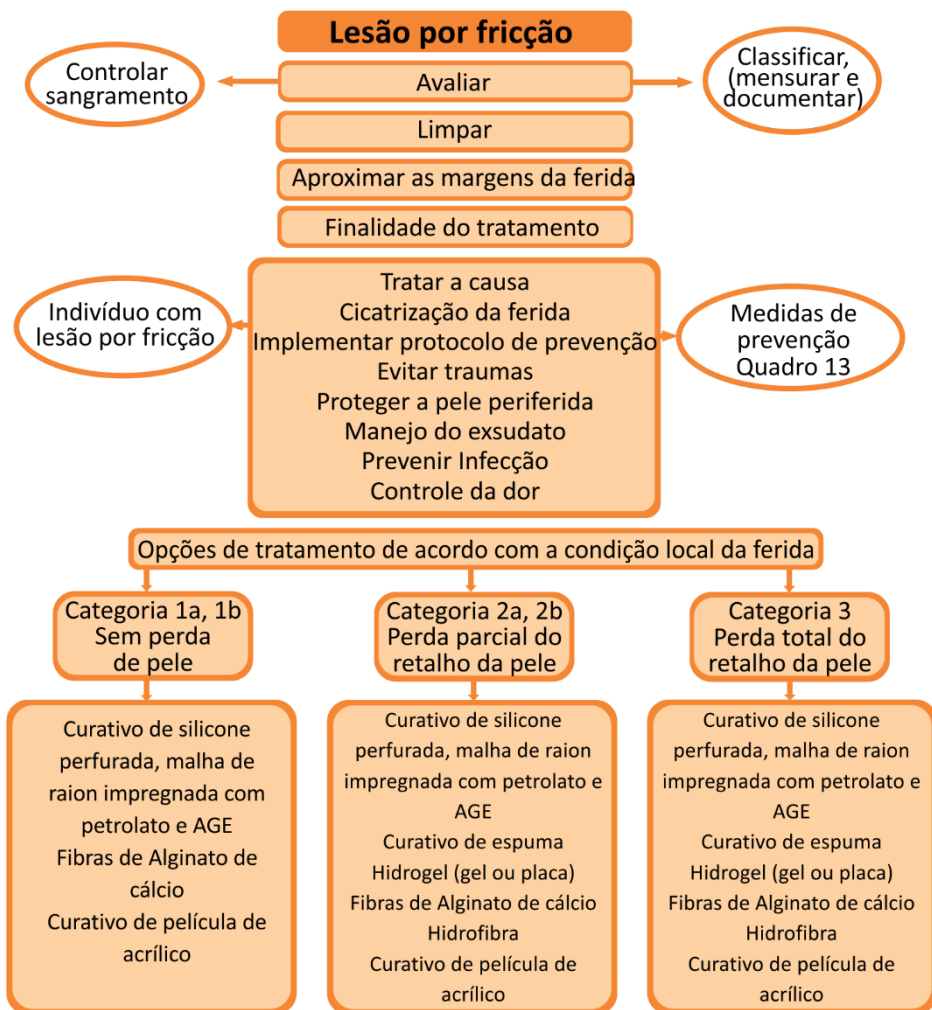 Lesão por fricção
Controlar
sangramento
Avaliar
Classificar,
(mensurar e
documentar)
Limpar
Aproximar as margens da ferida
Finalidade do tratamento
Indivíduo com
lesão por fricção
Tratar a causa
Cicatrização da ferida
Implementar protocolo de prevenção
Evitar traumas
Proteger a pele periferida
Manejo do exsudato
Prevenir Infecção
Controle da dor
Medidas de
prevenção
Quadro 13
Opções de tratamento de acordo com a condição local da ferida
Categoria 1a, 1b
Sem perda
de pele
Categoria 2a, 2b
Perda parcial do
retalho da pele
Categoria 3
Perda total do
retalho da pele
Curativo de silicone
perfurada, malha de
raion impregnada com
petrolato e AGE
Fibras de Alginato de
cálcio
Curativo de película de
acrílico
Curativo de silicone
perfurada, malha de raion
impregnada com petrolato e
AGE
Curativo de espuma
Hidrogel (gel ou placa)
Fibras de Alginato de cálcio
Hidrofibra
Curativo de película de
acrílico
Curativo de silicone
perfurada, malha de raion
impregnada com petrolato e
AGE
Curativo de espuma
Hidrogel (gel ou placa)
Fibras de Alginato de cálcio
Hidrofibra
Curativo de película de
acrílico